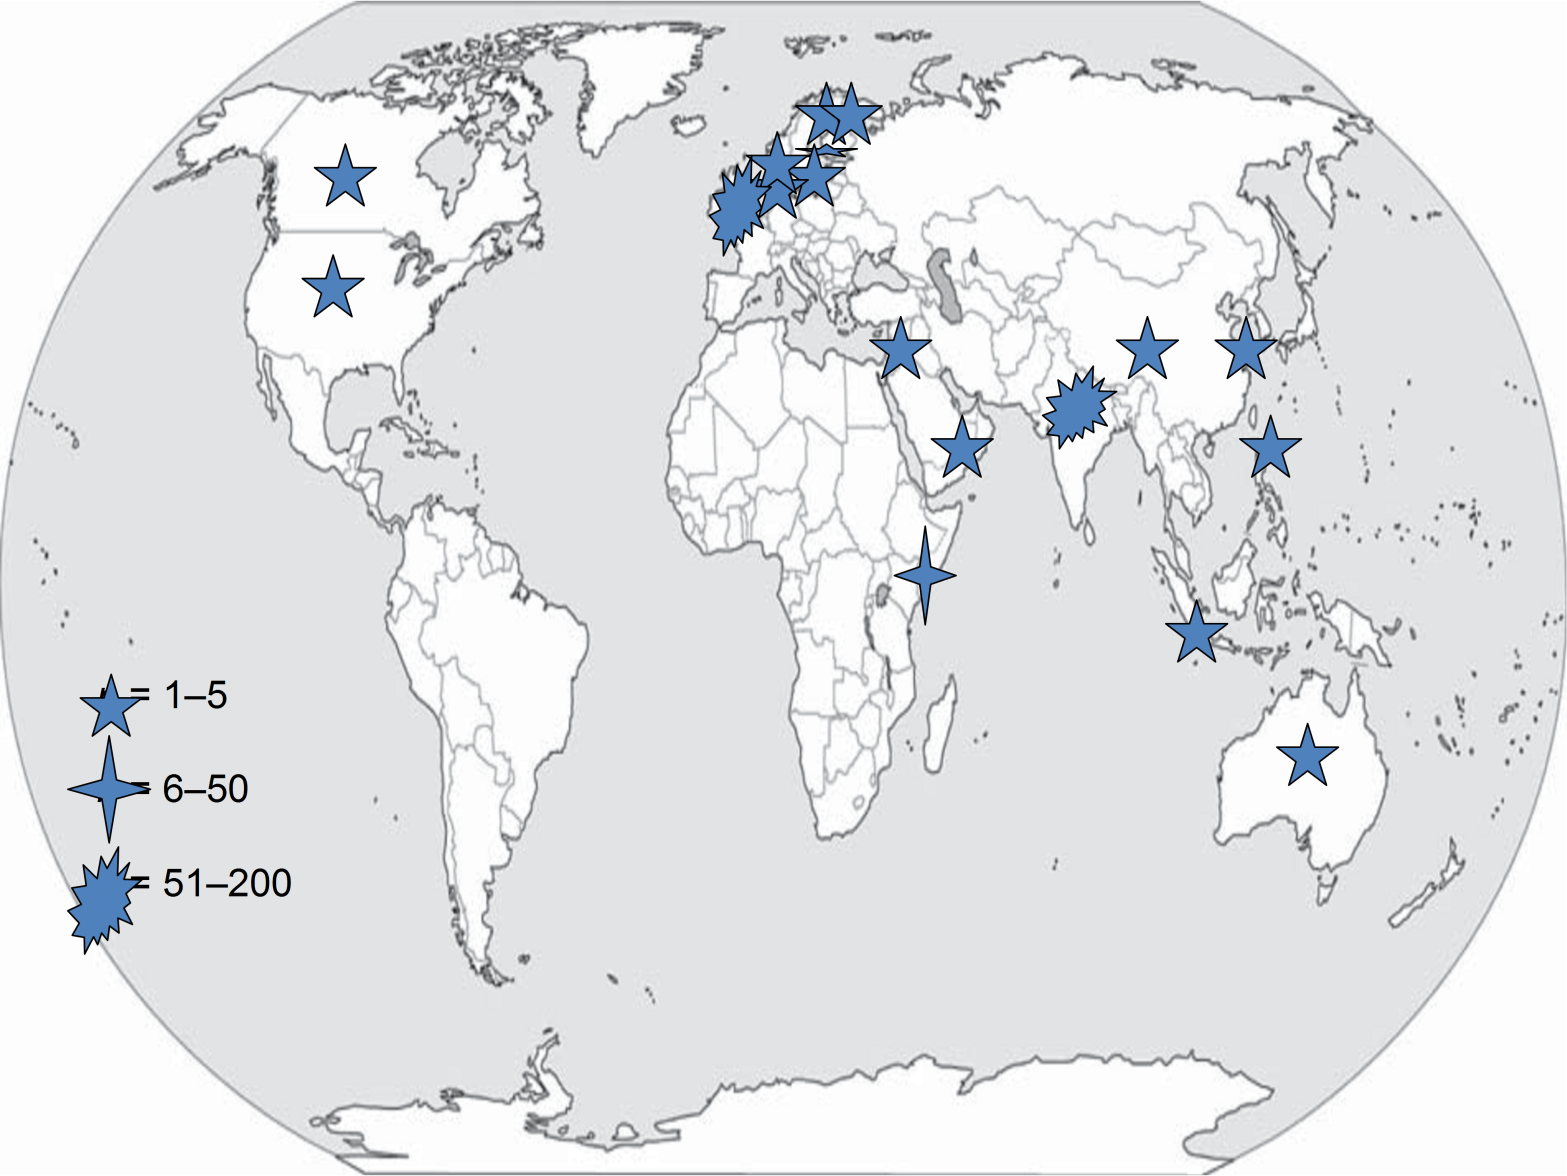 = 1–5
= 6–50
= 51–200